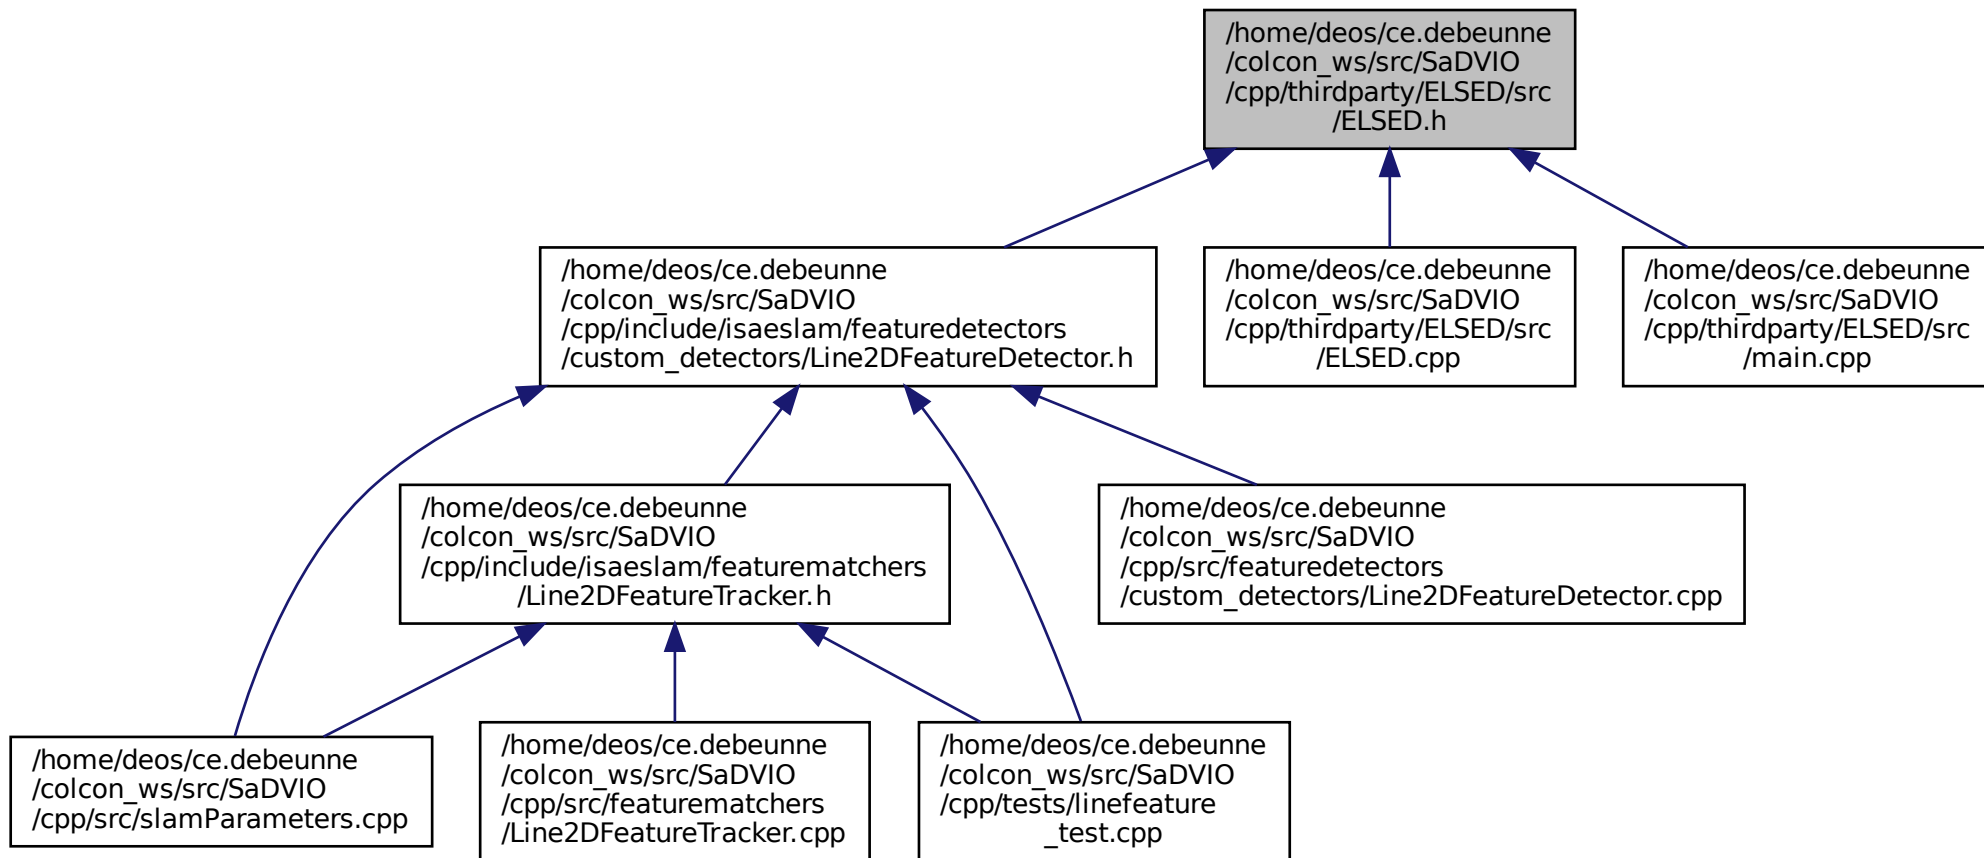 /home/deos/ce.debeunne
/colcon_ws/src/SaDVIO
/cpp/thirdparty/ELSED/src
/ELSED.h
/home/deos/ce.debeunne
/colcon_ws/src/SaDVIO
/cpp/include/isaeslam/featuredetectors
/custom_detectors/Line2DFeatureDetector.h
/home/deos/ce.debeunne
/colcon_ws/src/SaDVIO
/cpp/thirdparty/ELSED/src
/ELSED.cpp
/home/deos/ce.debeunne
/colcon_ws/src/SaDVIO
/cpp/thirdparty/ELSED/src
/main.cpp
/home/deos/ce.debeunne
/colcon_ws/src/SaDVIO
/cpp/include/isaeslam/featurematchers
/Line2DFeatureTracker.h
/home/deos/ce.debeunne
/colcon_ws/src/SaDVIO
/cpp/src/featuredetectors
/custom_detectors/Line2DFeatureDetector.cpp
/home/deos/ce.debeunne
/colcon_ws/src/SaDVIO
/cpp/src/slamParameters.cpp
/home/deos/ce.debeunne
/colcon_ws/src/SaDVIO
/cpp/src/featurematchers
/Line2DFeatureTracker.cpp
/home/deos/ce.debeunne
/colcon_ws/src/SaDVIO
/cpp/tests/linefeature
_test.cpp